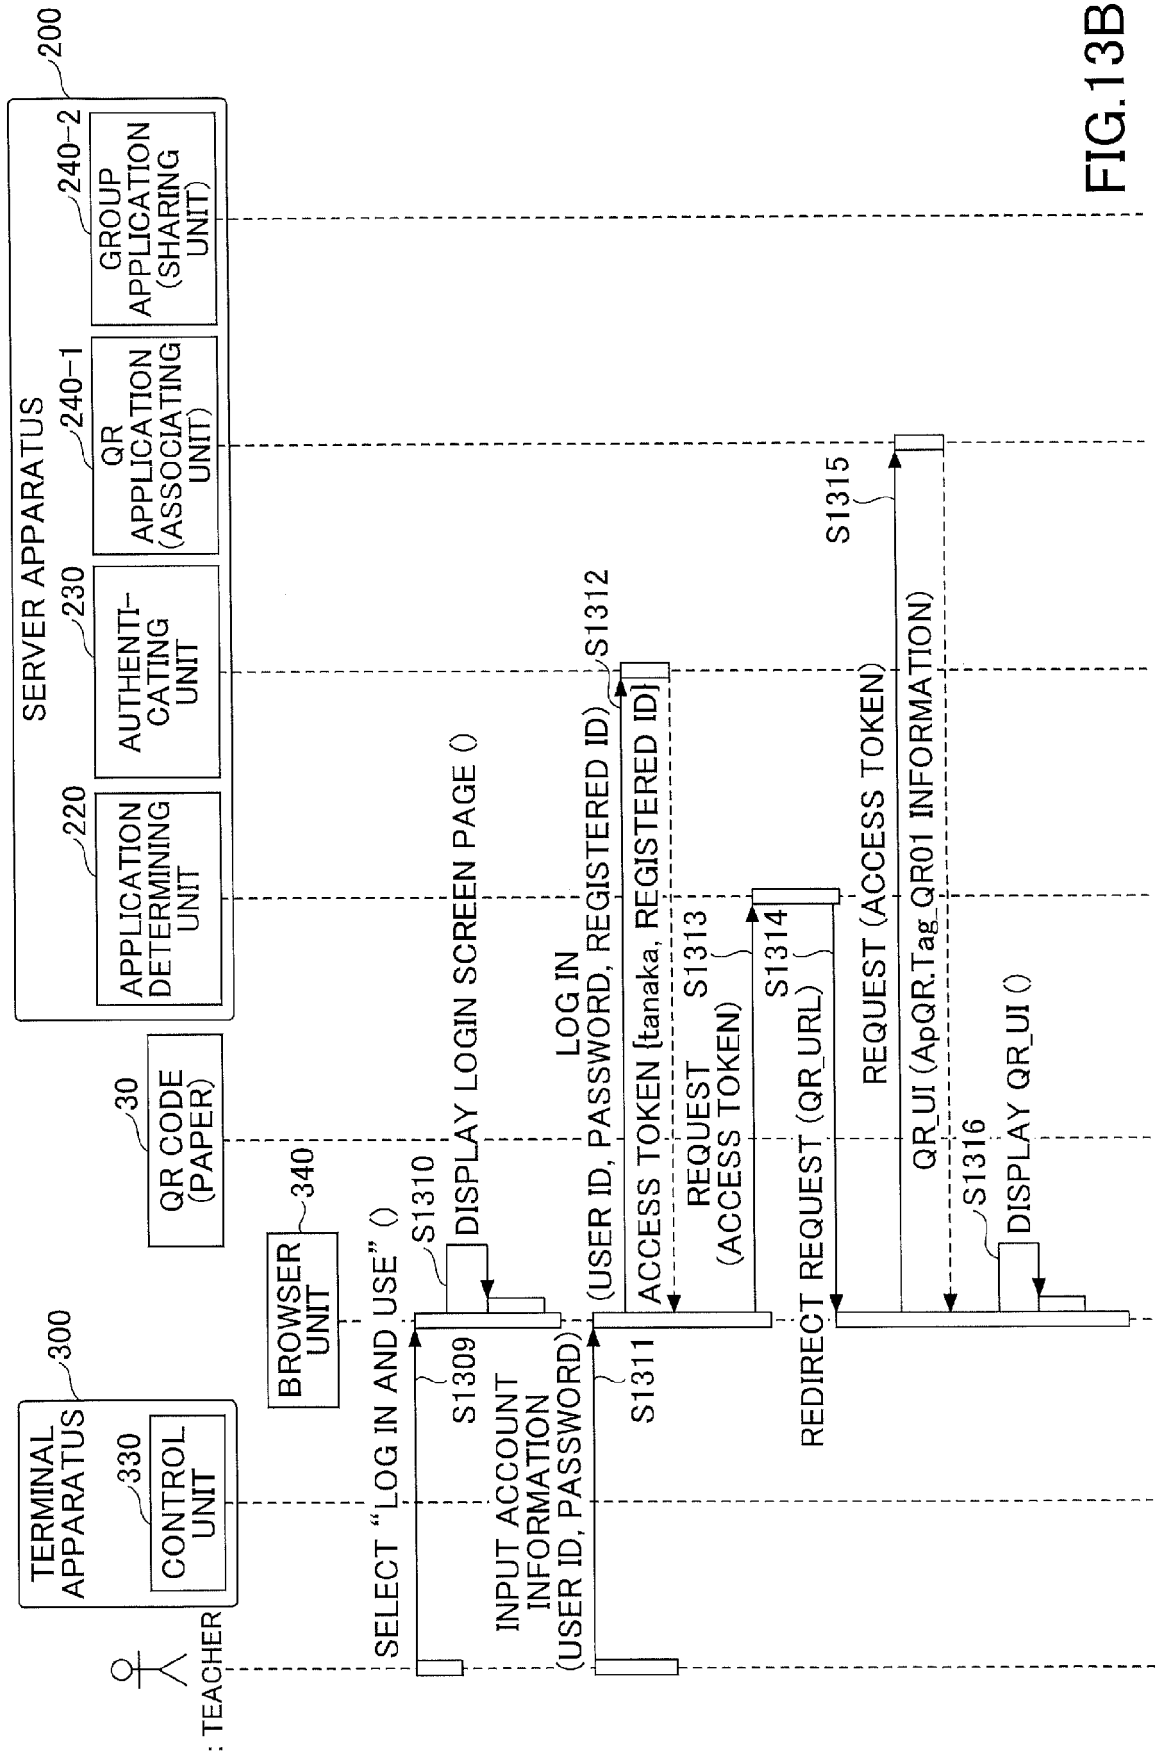 FIG.13B
TERMINAL
APPARATUS
300
CONTROL
UNIT
330
BROWSER
UNIT
340
QR CODE
(PAPER)
30
SERVER APPARATUS
200
APPLICATION
DETERMINING
UNIT
220
AUTHENTI-
CATING
UNIT
230
QR
APPLICATION
(ASSOCIATING
UNIT)
240-1
GROUP
APPLICATION
(SHARING
UNIT)
240-2
: TEACHER
SELECT “LOG IN AND USE” ()
S1309
S1310
DISPLAY LOGIN SCREEN PAGE ()
INPUT ACCOUNT
INFORMATION
(USER ID, PASSWORD)
S1311
LOG IN
(USER ID, PASSWORD, REGISTERED ID)
S1312
ACCESS TOKEN {tanaka, REGISTERED ID}
REQUEST
(ACCESS TOKEN)
S1313
S1314
REDIRECT REQUEST (QR_URL)
REQUEST (ACCESS TOKEN)
S1315
QR_UI (ApQR.Tag_QR01 INFORMATION)
S1316
DISPLAY QR_UI ()